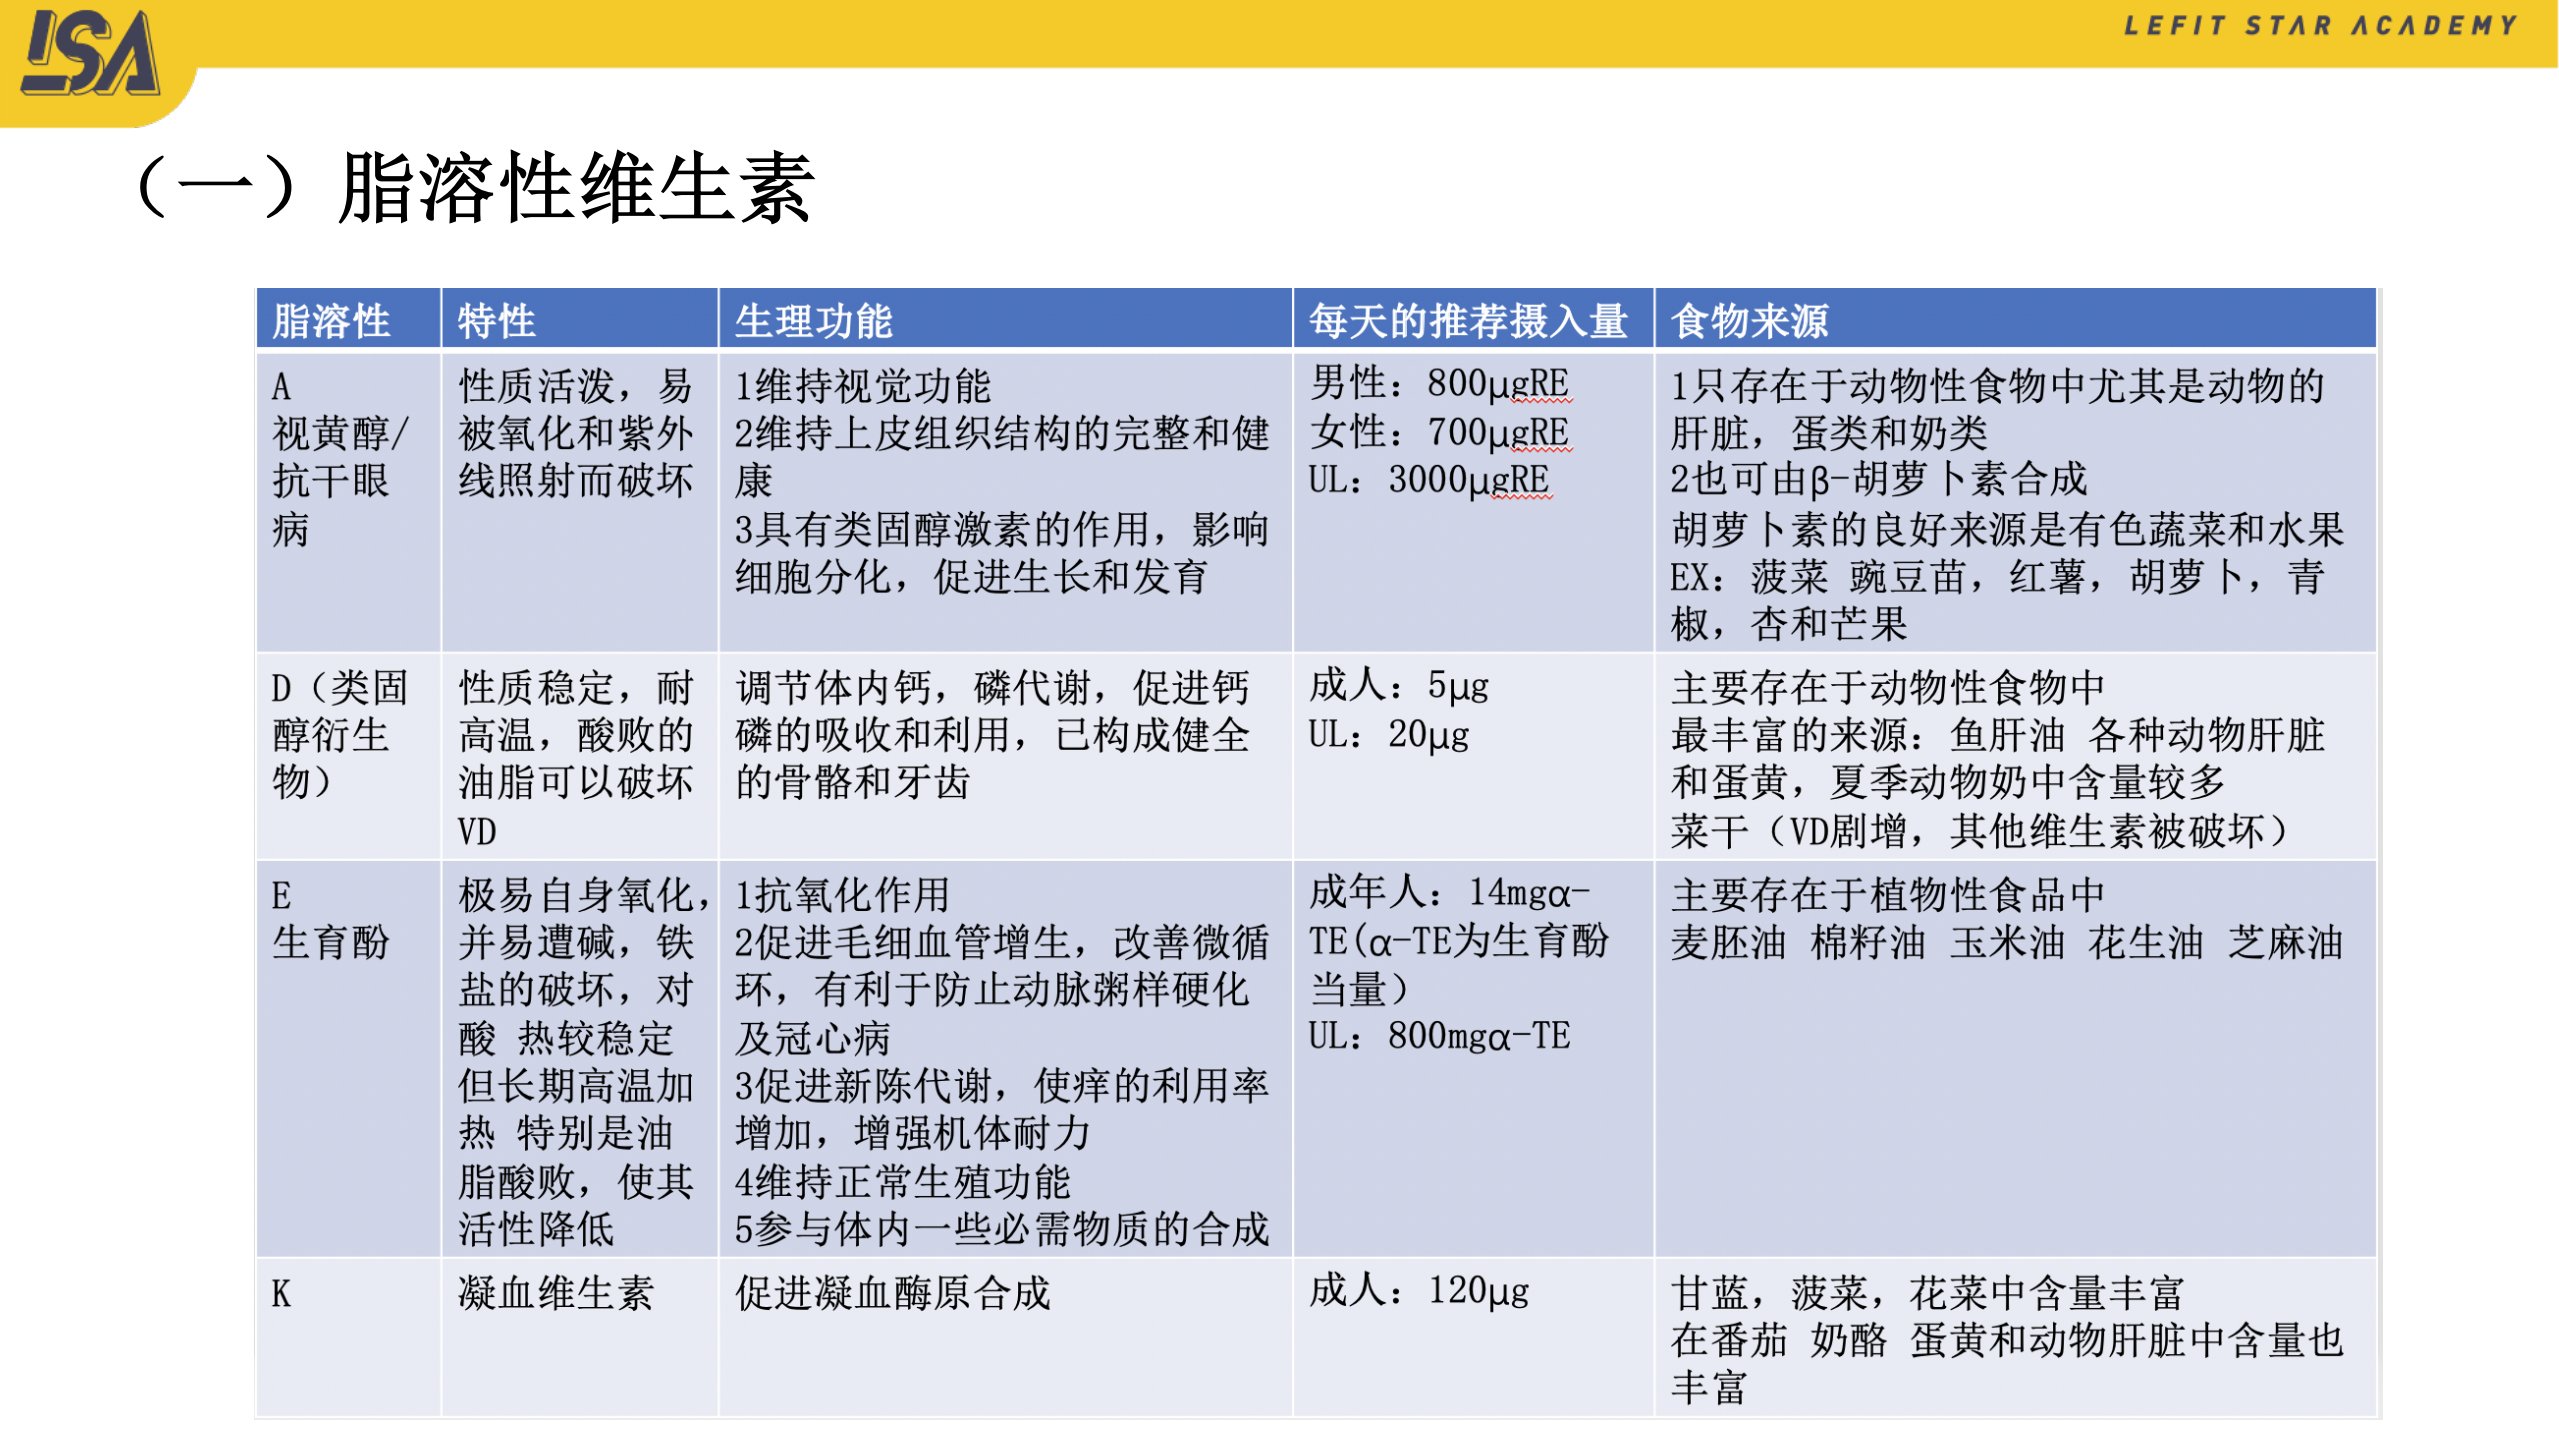 LSA
LEFIT STAR ACADEMY
（一）脂溶性维生素
脂溶性 特性 生理功能 每天的推荐摄入量 食物来源
A
视黄醇/
抗干眼
病
性质活泼，易
被氧化和紫外
线照射而破坏
1维持视觉功能
2维持上皮组织结构的完整和健
康
3具有类固醇激素的作用，影响
细胞分化，促进生长和发育
男性：800μgRE
女性：700μgRE
UL：3000μgRE
1只存在于动物性食物中尤其是动物的
肝脏，蛋类和奶类
2也可由β-胡萝卜素合成
胡萝卜素的良好来源是有色蔬菜和水果
EX：菠菜 豌豆苗，红薯，胡萝卜，青
椒，杏和芒果
D（类固
醇衍生
物）
性质稳定，耐
高温，酸败的
油脂可以破坏
VD
调节体内钙，磷代谢，促进钙
磷的吸收和利用，已构成健全
的骨骼和牙齿
成人：5μg
UL：20μg
主要存在于动物性食物中
最丰富的来源：鱼肝油 各种动物肝脏
和蛋黄，夏季动物奶中含量较多
菜干（VD剧增，其他维生素被破坏）
E
生育酚
极易自身氧化，
并易遭碱，铁
盐的破坏，对
酸 热较稳定
但长期高温加
热 特别是油
脂酸败，使其
活性降低
1抗氧化作用
2促进毛细血管增生，改善微循
环，有利于防止动脉粥样硬化
及冠心病
3促进新陈代谢，使痒的利用率
增加，增强机体耐力
4维持正常生殖功能
5参与体内一些必需物质的合成
成年人：14mgα-
TE(α-TE为生育酚
当量）
UL：800mgα-TE
主要存在于植物性食品中
麦胚油 棉籽油 玉米油 花生油 芝麻油
K
凝血维生素
促进凝血酶原合成
成人：120μg
甘蓝，菠菜，花菜中含量丰富
在番茄 奶酪 蛋黄和动物肝脏中含量也
丰富